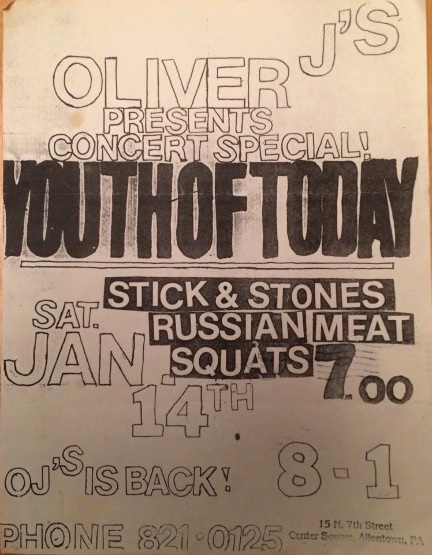 OLIVER J'S
PRESENTS
CONCERT SPECIAL!
YOUTH OF TODAY
STICK & STONES
RUSSIAN MEAT
SQUATS
7.00
SAT.
JAN.
14TH
OJ'S IS BACK! 8-1
PHONE 821-0125
15 N. 7th Street
Center Square, Allentown, PA